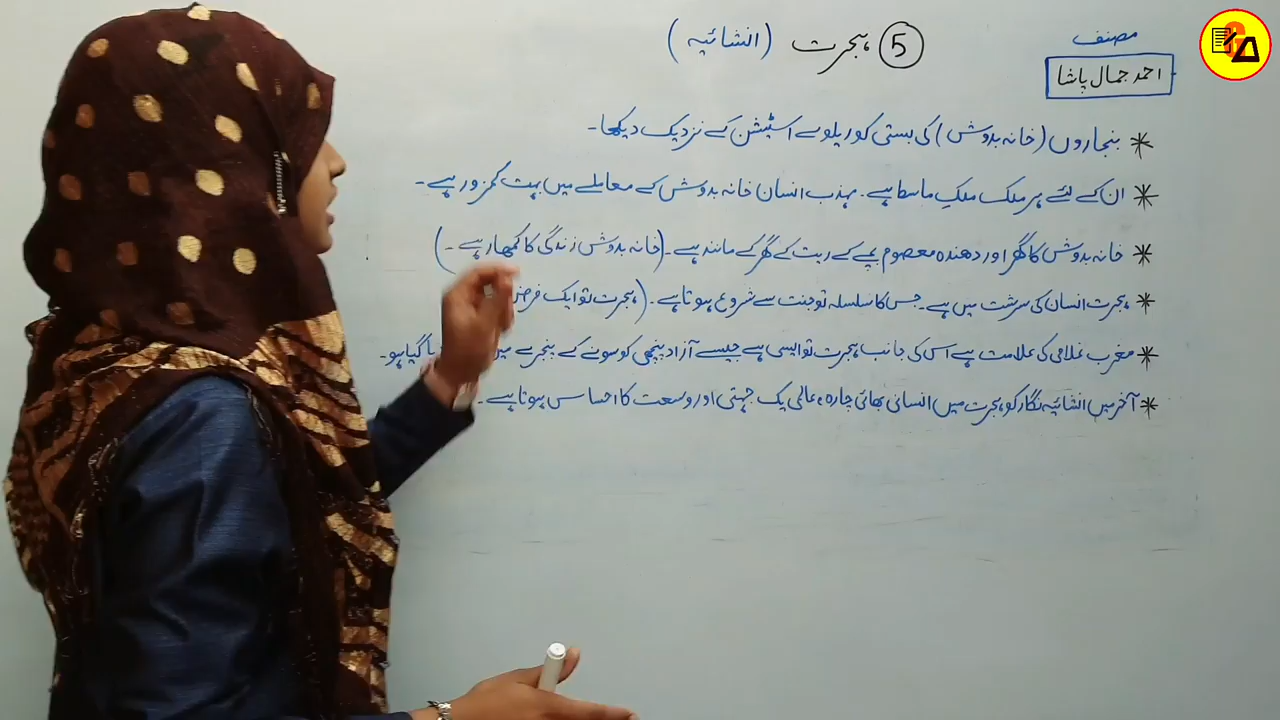 مصنف
احمد جمال پاشا
5 ہجرت (انشائیہ)
بنجاروں (خانہ بدوش) کی بستی کو ریلوے اسٹیشن کے نزدیک دیکھا۔
ان کے لئے ہر ملک ملکِ ماسکا ہے۔ مہذب انسان خانہ بدوش کے معاملے میں بہت کمزور ہے۔
خانہ بدوش کا گھر اور دھندہ معصوم بچے کے ریت کے گھر کے مانند ہے۔ (خانہ بدوش زندگی کا کمھار ہے۔)
ہجرت انسان کی سرشت میں ہے۔ جس کا سلسلہ تو جنت سے شروع ہوتا ہے۔ (ہجرت تو ایک فرض
مغرب غلامی کی علامت ہے اس کی جانب ہجرت تو ایسی ہے جیسے آزاد پنچھی کو سونے کے پنجرے میں گیا ہو۔
آخر میں انشائیہ نگار کو ہجرت میں انسانی بھائی چارہ، عالمی یک جہتی اور وسعت کا احساس ہوتا ہے۔